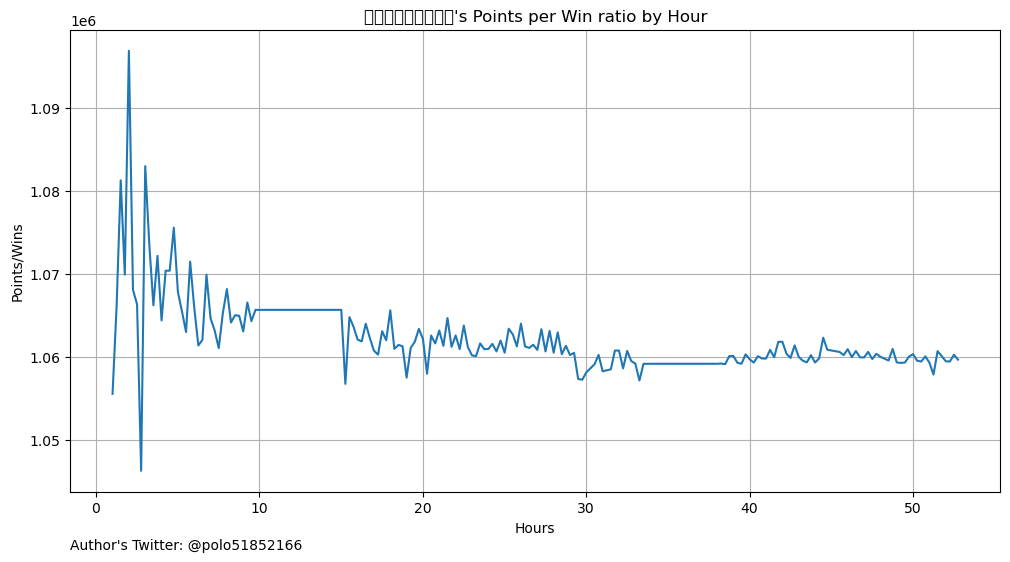 's Points per Win ratio by Hour
1e6
1.09
1.08
1.07
1.06
1.05
Points/Wins
0 10 20 30 40 50
Hours
Author's Twitter: @polo51852166